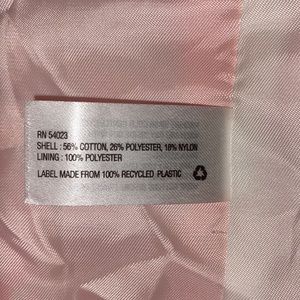 RN 54023
SHELL : 56% COTTON, 26% POLYESTER, 18% NYLON
LINING : 100% POLYESTER
LABEL MADE FROM 100% RECYCLED PLASTIC